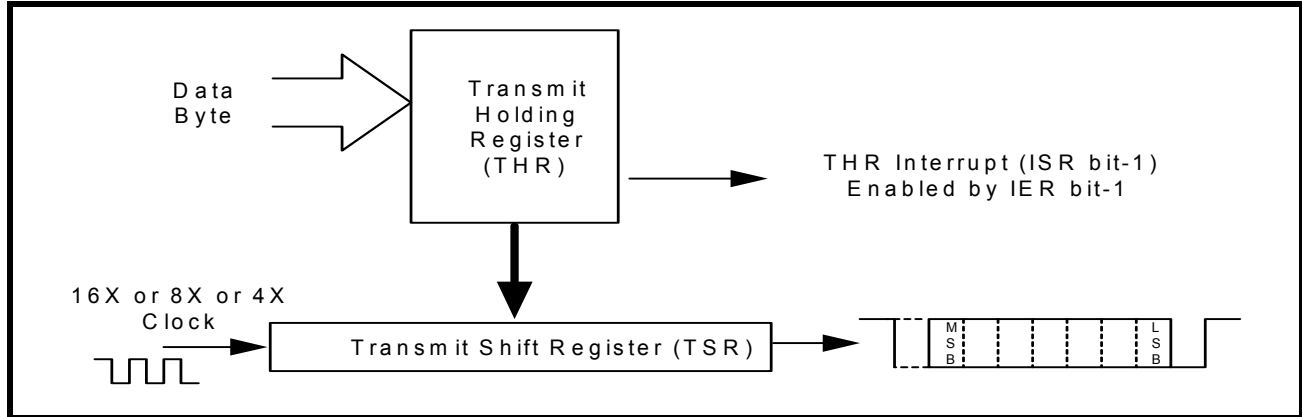 Data
Byte
Transmit
Holding
Register
(THR)
THR Interrupt (ISR bit-1)
Enabled by IER bit-1
16X or 8X or 4X
Clock
Transmit Shift Register (TSR)
M
S
B
L
S
B